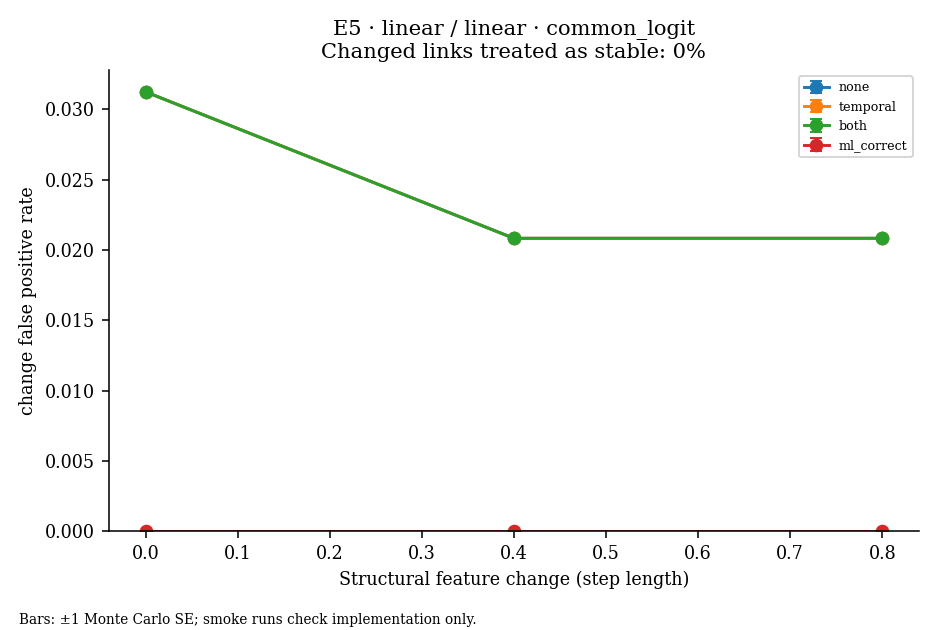 E5 · linear / linear · common_logit
Changed links treated as stable: 0%
none
temporal
both
ml_correct
change false positive rate
0.030
0.025
0.020
0.015
0.010
0.005
0.000
0.0 0.1 0.2 0.3 0.4 0.5 0.6 0.7 0.8
Structural feature change (step length)
Bars: ±1 Monte Carlo SE; smoke runs check implementation only.